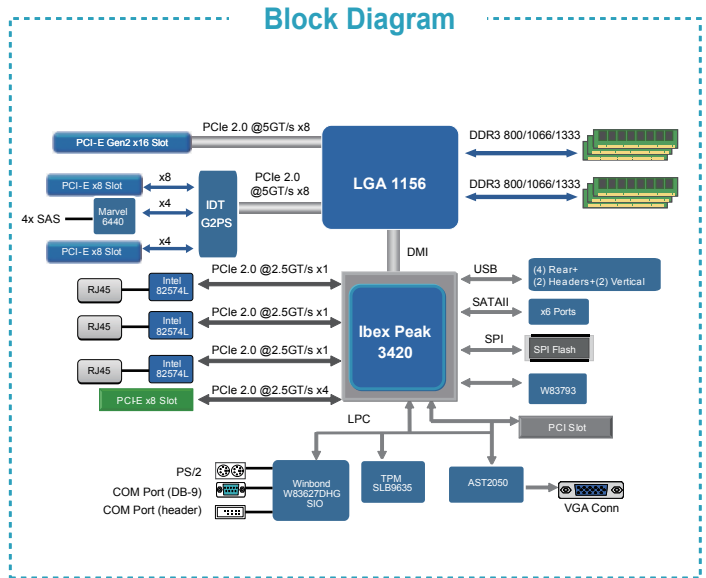 Block Diagram
PCI-E Gen2 x16 Slot
PCIe 2.0 @5GT/s x8
LGA 1156
DDR3 800/1066/1333
DDR3 800/1066/1333
PCI-E x8 Slot
x8
4x SAS
Marvel
6440
x4
PCI-E x8 Slot
x4
IDT
G2PS
PCIe 2.0
@5GT/s x8
DMI
RJ45
Intel
82574L
PCIe 2.0 @2.5GT/s x1
RJ45
Intel
82574L
PCIe 2.0 @2.5GT/s x1
RJ45
Intel
82574L
PCIe 2.0 @2.5GT/s x1
PCI-E x8 Slot
PCIe 2.0 @2.5GT/s x4
Ibex Peak
3420
USB
(4) Rear+
(2) Headers+(2) Vertical
SATAII
x6 Ports
SPI
SPI Flash
W83793
LPC
PCI Slot
PS/2
COM Port (DB-9)
COM Port (header)
Winbond
W83627DHG
SIO
TPM
SLB9635
AST2050
VGA Conn